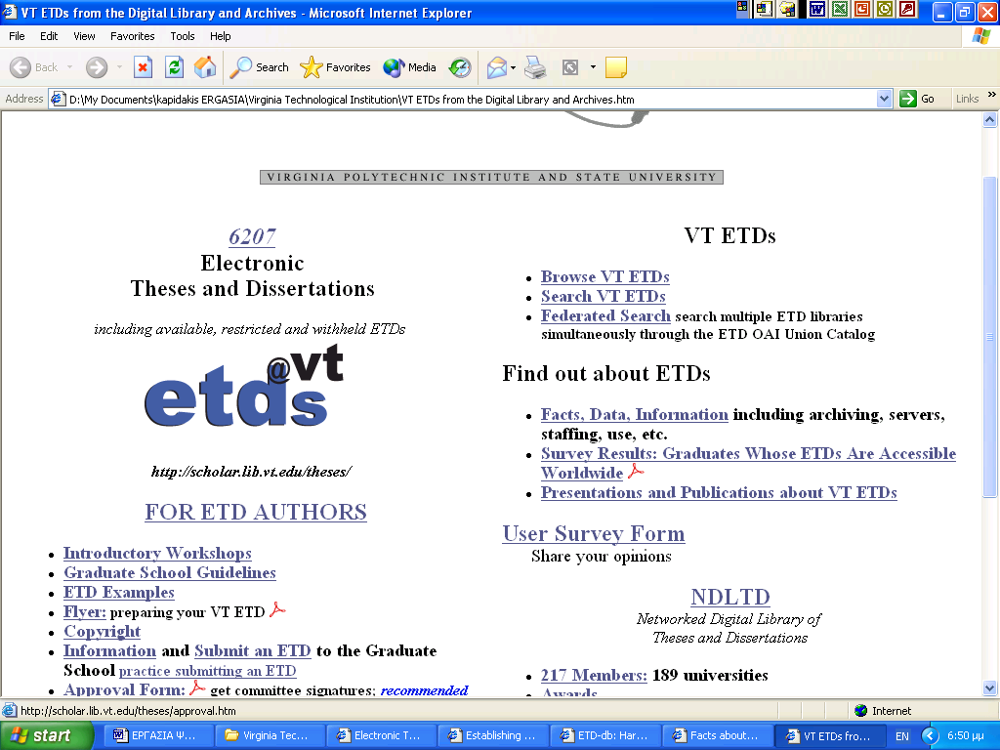 VT ETDs from the Digital Library and Archives - Microsoft Internet Explorer
File Edit View Favorites Tools Help
Back Search Favorites Media
Address D:\My Documents\kapidakis ERGASIA\Virginia Technological Institution\VT ETDs from the Digital Library and Archives.htm Go Links »
VIRGINIA POLYTECHNIC INSTITUTE AND STATE UNIVERSITY
6207
Electronic
Theses and Dissertations
including available, restricted and withheld ETDs
etds@vt
http://scholar.lib.vt.edu/theses/
FOR ETD AUTHORS
• Introductory Workshops
• Graduate School Guidelines
• ETD Examples
• Flyer: preparing your VT ETD
• Copyright
• Information and Submit an ETD to the Graduate
School practice submitting an ETD
• Approval Form: get committee signatures; recommended
VT ETDs
• Browse VT ETDs
• Search VT ETDs
• Federated Search search multiple ETD libraries
simultaneously through the ETD OAI Union Catalog
Find out about ETDs
• Facts, Data, Information including archiving, servers,
staffing, use, etc.
• Survey Results: Graduates Whose ETDs Are Accessible
Worldwide
• Presentations and Publications about VT ETDs
User Survey Form
Share your opinions
NDLTD
Networked Digital Library of
Theses and Dissertations
• 217 Members: 189 universities
• Awards
http://scholar.lib.vt.edu/theses/approval.htm Internet
start ΕΡΓΑΣΙΑ Ψ... Virginia Tec... Electronic T... Establishing ... ETD-db: Har... Facts about... VT ETDs fro... EN 6:50 μμ